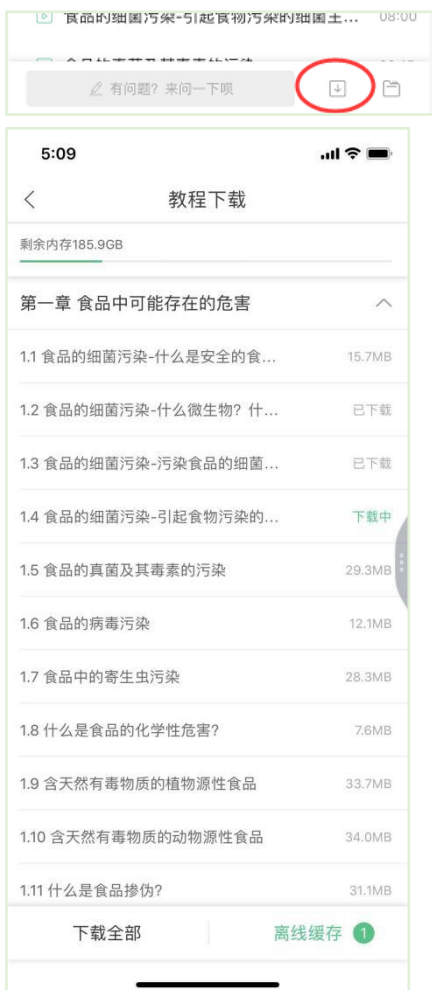 食品的细菌污染-引起食物污染的细菌主... 08:00
有问题？来问一下呗
5:09
教程下载
剩余内存185.9GB
第一章 食品中可能存在的危害
1.1 食品的细菌污染-什么是安全的食... 15.7MB
1.2 食品的细菌污染-什么微生物？什... 已下载
1.3 食品的细菌污染-污染食品的细菌... 已下载
1.4 食品的细菌污染-引起食物污染的... 下载中
1.5 食品的真菌及其毒素的污染 29.3MB
1.6 食品的病毒污染 12.1MB
1.7 食品中的寄生虫污染 28.3MB
1.8 什么是食品的化学性危害? 7.6MB
1.9 含天然有毒物质的植物源性食品 33.7MB
1.10 含天然有毒物质的动物源性食品 34.0MB
1.11 什么是食品掺伪? 31.1MB
下载全部 离线缓存 1